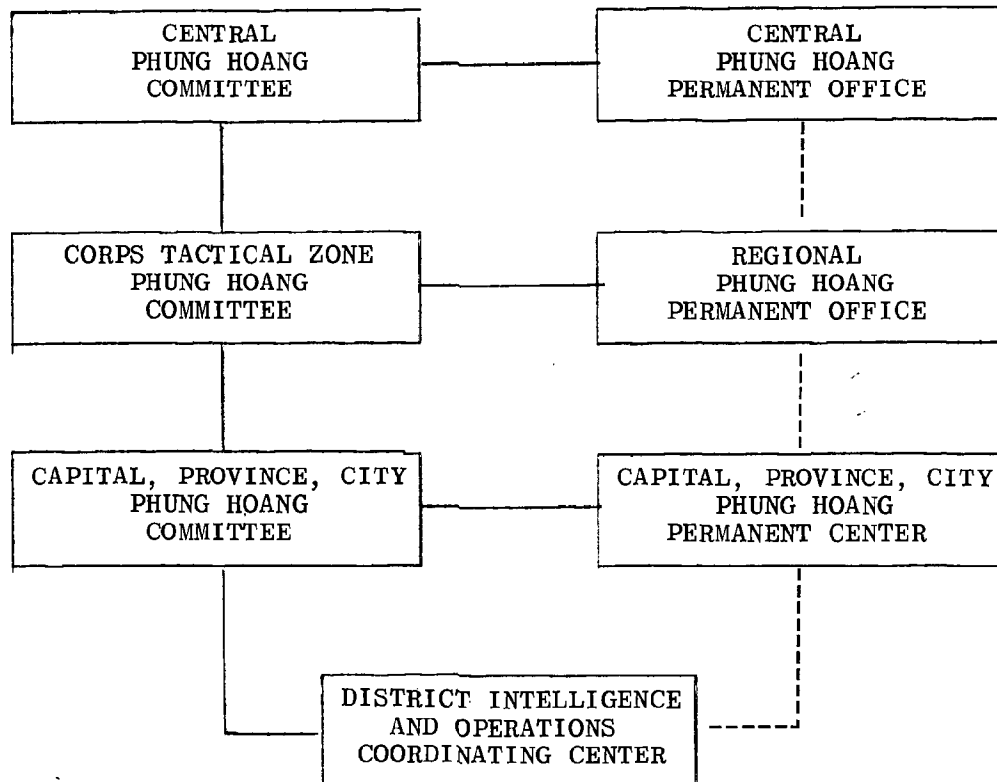 CENTRAL
PHUNG HOANG
COMMITTEE
CENTRAL
PHUNG HOANG
PERMANENT OFFICE
CORPS TACTICAL ZONE
PHUNG HOANG
COMMITTEE
REGIONAL
PHUNG HOANG
PERMANENT OFFICE
CAPITAL, PROVINCE, CITY
PHUNG HOANG
COMMITTEE
CAPITAL, PROVINCE, CITY
PHUNG HOANG
PERMANENT CENTER
DISTRICT INTELLIGENCE
AND OPERATIONS
COORDINATING CENTER